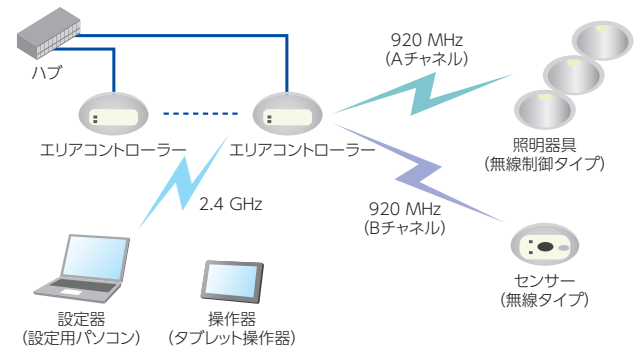 920 MHz
(Aチャネル)
ハブ
エリアコントローラー
エリアコントローラー
照明器具
(無線制御タイプ)
2.4 GHz
920 MHz
(Bチャネル)
センサー
(無線タイプ)
設定器
(設定用パソコン)
操作器
(タブレット操作器)